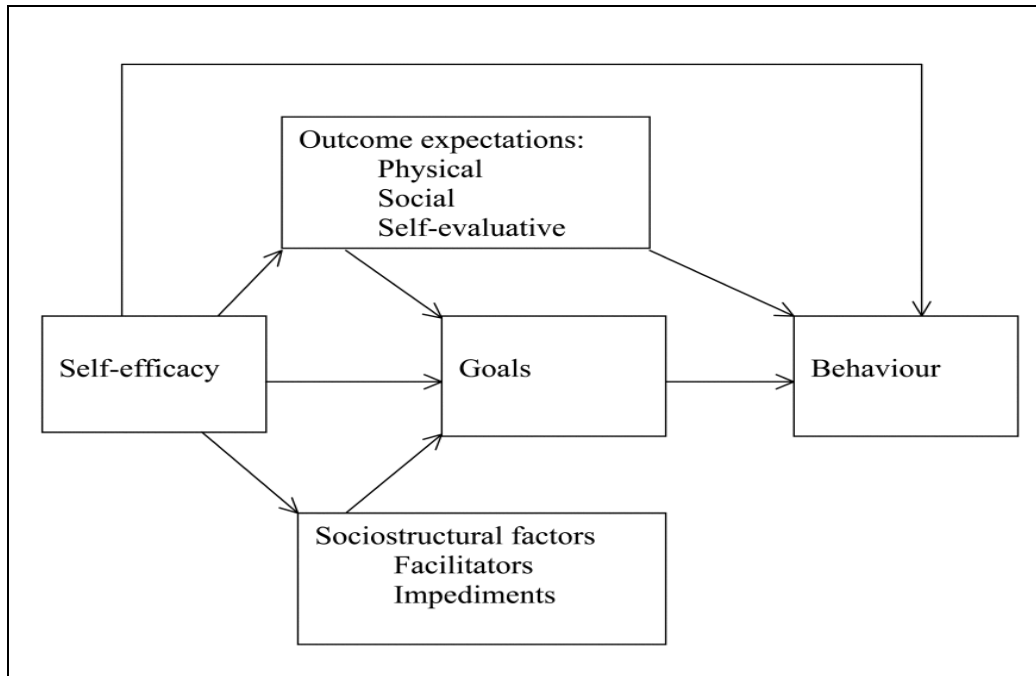 Outcome expectations:
Physical
Social
Self-evaluative
Self-efficacy
Goals
Behaviour
Sociostructural factors
Facilitators
Impediments